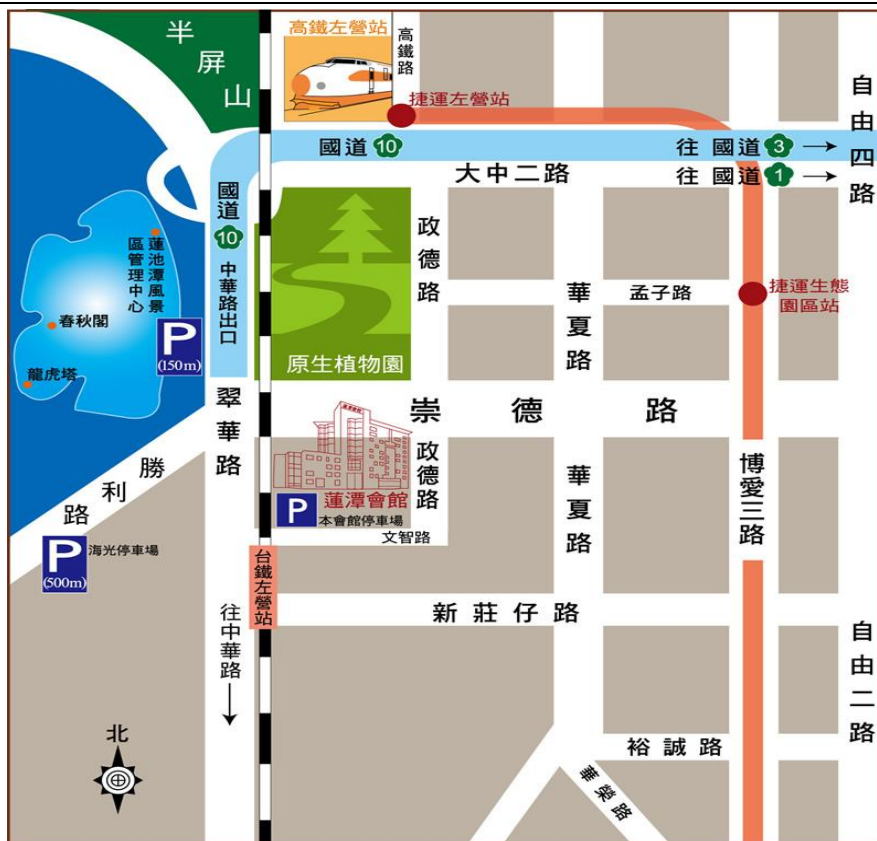 半屏山
高鐵左營站
高鐵路
捷運左營站
自由四路
國道 10
往 國道 3 →
大中二路
往 國道 1 →
國道 10 中華路出口
蓮池潭風景
區管理中心
春秋閣
龍虎塔
P
(150m)
原生植物園
政德路
華夏路
孟子路
捷運生態
園區站
翠華路
崇德路
勝利路
蓮潭會館
P
本會館停車場
政德路
文智路
華夏路
博愛三路
P
(500m)
海光停車場
台鐵左營站
往中華路
新莊仔路
自由二路
裕誠路
華榮路
北